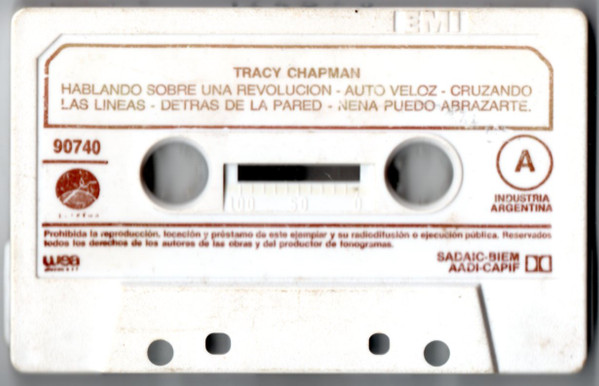 EMI
TRACY CHAPMAN
HABLANDO SOBRE UNA REVOLUCION - AUTO VELOZ - CRUZANDO
LAS LINEAS - DETRAS DE LA PARED - NENA PUEDO ABRAZARTE.
90740
A
100 50 0
INDUSTRIA
ARGENTINA
Prohibida la reproducción, locación y préstamo de este ejemplar y su radiodifusión o ejecución pública. Reservados
todos los derechos de los autores de las obras y del productor de fonogramas.
wea
SADAIC-BIEM
AADI-CAPIF